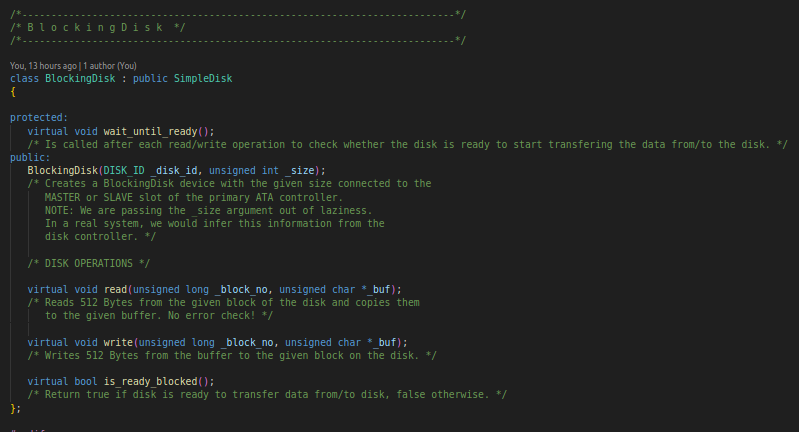 /*------------------------------------------------------------------------*/
/* B l o c k i n g D i s k  */
/*------------------------------------------------------------------------*/
You, 13 hours ago | 1 author (You)
class BlockingDisk : public SimpleDisk
{
protected:
virtual void wait_until_ready();
/* Is called after each read/write operation to check whether the disk is ready to start transfering the data from/to the disk. */
public:
BlockingDisk(DISK_ID _disk_id, unsigned int _size);
/* Creates a BlockingDisk device with the given size connected to the
MASTER or SLAVE slot of the primary ATA controller.
NOTE: We are passing the _size argument out of laziness.
In a real system, we would infer this information from the
disk controller. */
/* DISK OPERATIONS */
virtual void read(unsigned long _block_no, unsigned char *_buf);
/* Reads 512 Bytes from the given block of the disk and copies them
to the given buffer. No error check! */
virtual void write(unsigned long _block_no, unsigned char *_buf);
/* Writes 512 Bytes from the buffer to the given block on the disk. */
virtual bool is_ready_blocked();
/* Return true if disk is ready to transfer data from/to disk, false otherwise. */
};